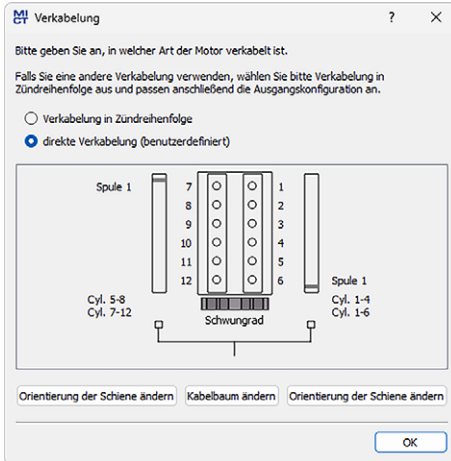 MICT Verkabelung
Bitte geben Sie an, in welcher Art der Motor verkabelt ist.
Falls Sie eine andere Verkabelung verwenden, wählen Sie bitte Verkabelung in
Zündreihenfolge aus und passen anschließend die Ausgangskonfiguration an.
Verkabelung in Zündreihenfolge
direkte Verkabelung (benutzerdefiniert)
Spule 1
7 1
8 2
9 3
10 4
11 5
12 6
Spule 1
Cyl. 5-8
Cyl. 7-12
Cyl. 1-4
Cyl. 1-6
Schwungrad
Orientierung der Schiene ändern Kabelbaum ändern Orientierung der Schiene ändern
OK